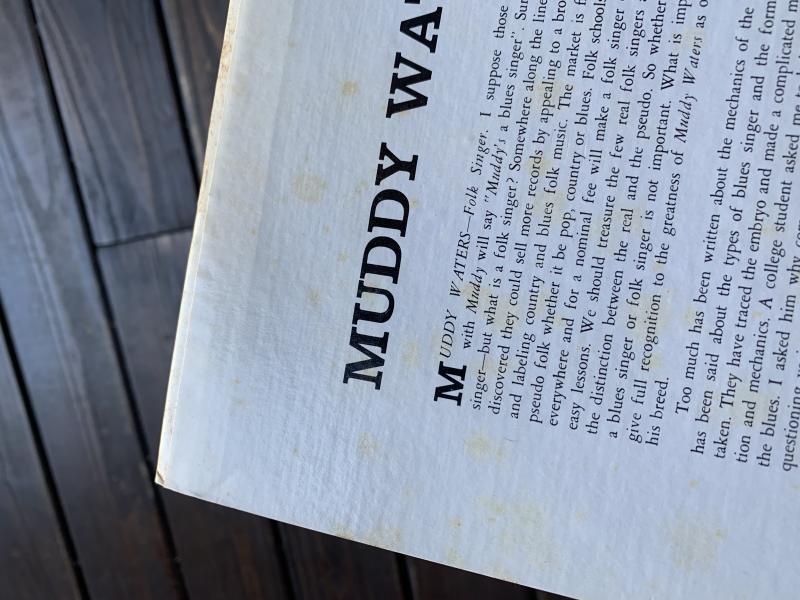 MUDDY WA
MUDDY WATERS—Folk Singer. I suppose those
with Muddy will say "Muddy's a blues singer". Sur
singer—but what is a folk singer? Somewhere along the line
discovered they could sell more records by appealing to a bro
and labeling country and blues folk music. The market is f
pseudo folk whether it be pop, country or blues. Folk schools
everywhere and for a nominal fee will make a folk singer
easy lessons. We should treasure the few real folk singers
the distinction between the real and the pseudo. So whether
a blues singer or folk singer is not important. What is imp
give full recognition to the greatness of Muddy Waters as o
his breed.
Too much has been written about the mechanics of the
has been said about the types of blues singer and the form
taken. They have traced the embryo and made a complicated m
tion and mechanics. A college student asked me
the blues. I asked him why
questioning